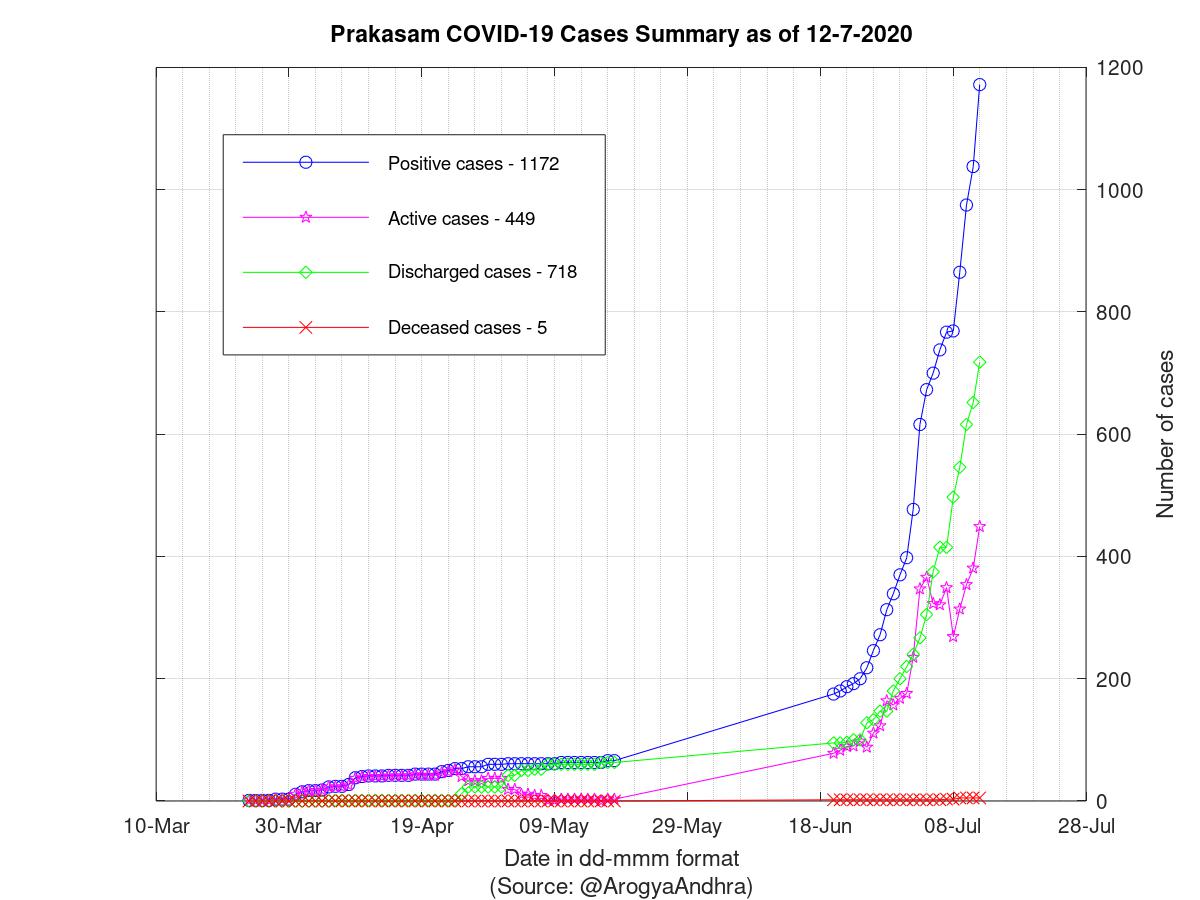 Prakasam COVID-19 Cases Summary as of 12-7-2020
Positive cases - 1172
Active cases - 449
Discharged cases - 718
Deceased cases - 5
1200
1000
800
600
400
200
0
Number of cases
10-Mar 30-Mar 19-Apr 09-May 29-May 18-Jun 08-Jul 28-Jul
Date in dd-mmm format
(Source: @ArogyaAndhra)